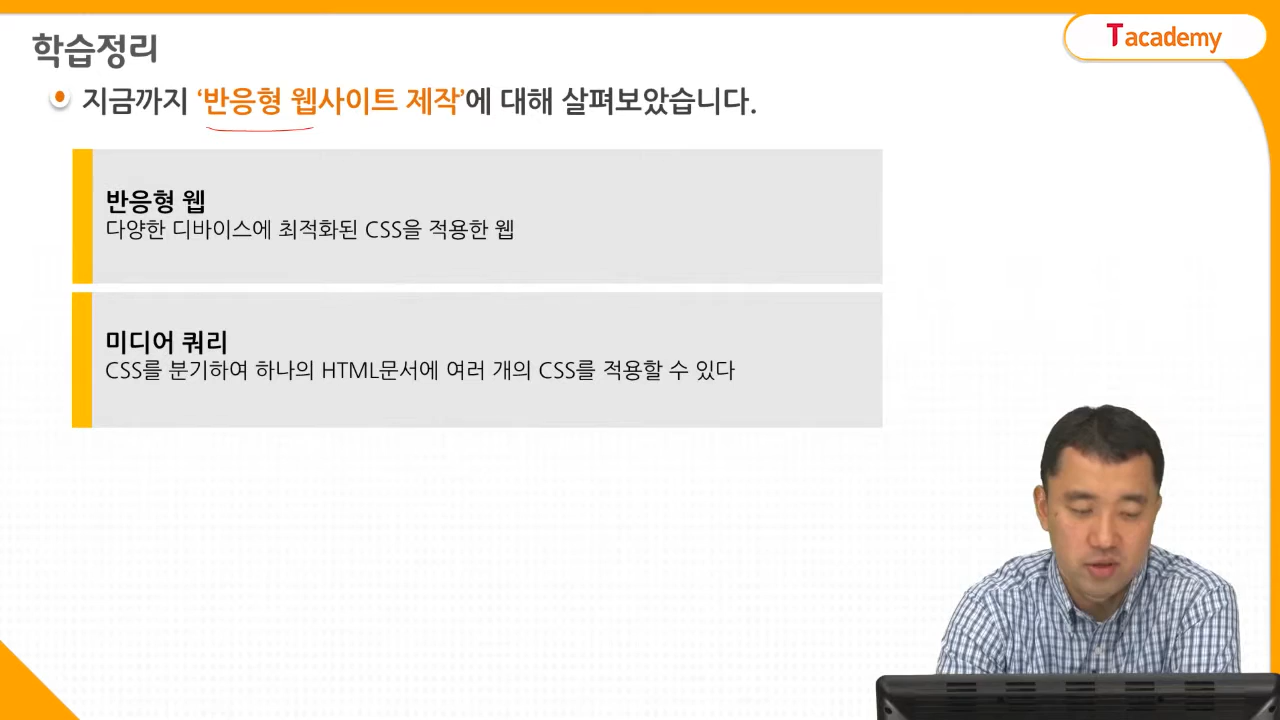 학습정리
Tacademy
지금까지 ‘반응형 웹사이트 제작’에 대해 살펴보았습니다.
반응형 웹
다양한 디바이스에 최적화된 CSS을 적용한 웹
미디어 쿼리
CSS를 분기하여 하나의 HTML문서에 여러 개의 CSS를 적용할 수 있다